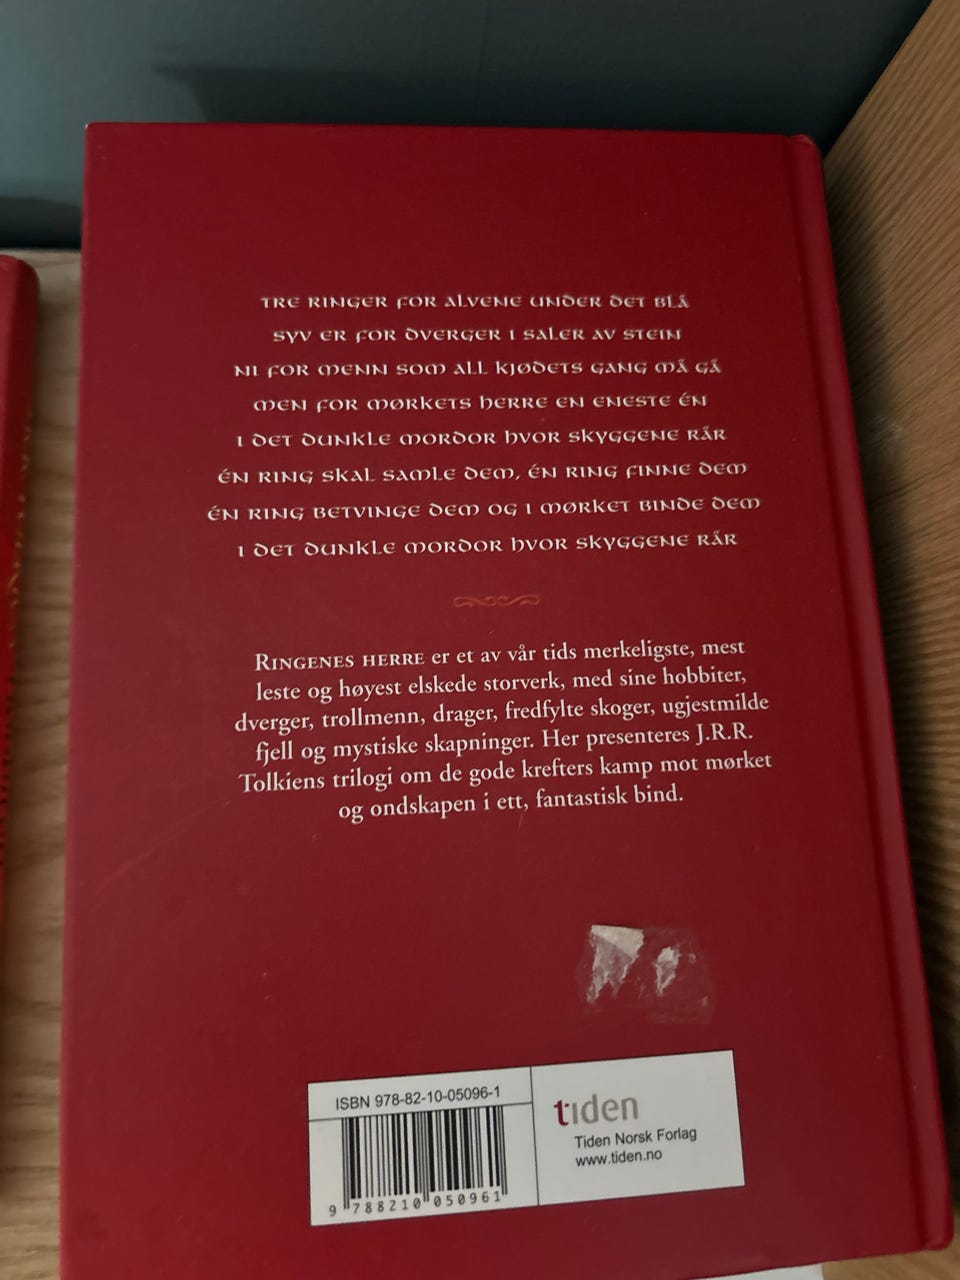 TRE RINGER FOR ALVENE UNDER DET BLÅ
SYV ER FOR DVERGER I SALER AV STEIN
NI FOR MENN SOM ALL KJØDETS GANG MÅ GÅ
MEN FOR MØRKETS HERRE EN ENESTE ÉN
I DET DUNKLE MORDOR HVOR SKYGGENE RÅR
ÉN RING SKAL SAMLE DEM, ÉN RING FINNE DEM
ÉN RING BETVINGE DEM OG I MØRKET BINDE DEM
I DET DUNKLE MORDOR HVOR SKYGGENE RÅR
RINGENES HERRE er et av vår tids merkeligste, mest
leste og høyest elskede storverk, med sine hobbiter,
dverger, trollmenn, drager, fredfylte skoger, ugjestmilde
fjell og mystiske skapninger. Her presenteres J.R.R.
Tolkiens trilogi om de gode krefters kamp mot mørket
og ondskapen i ett, fantastisk bind.
ISBN 978-82-10-05096-1
9 788210 050961
tiden
Tiden Norsk Forlag
www.tiden.no